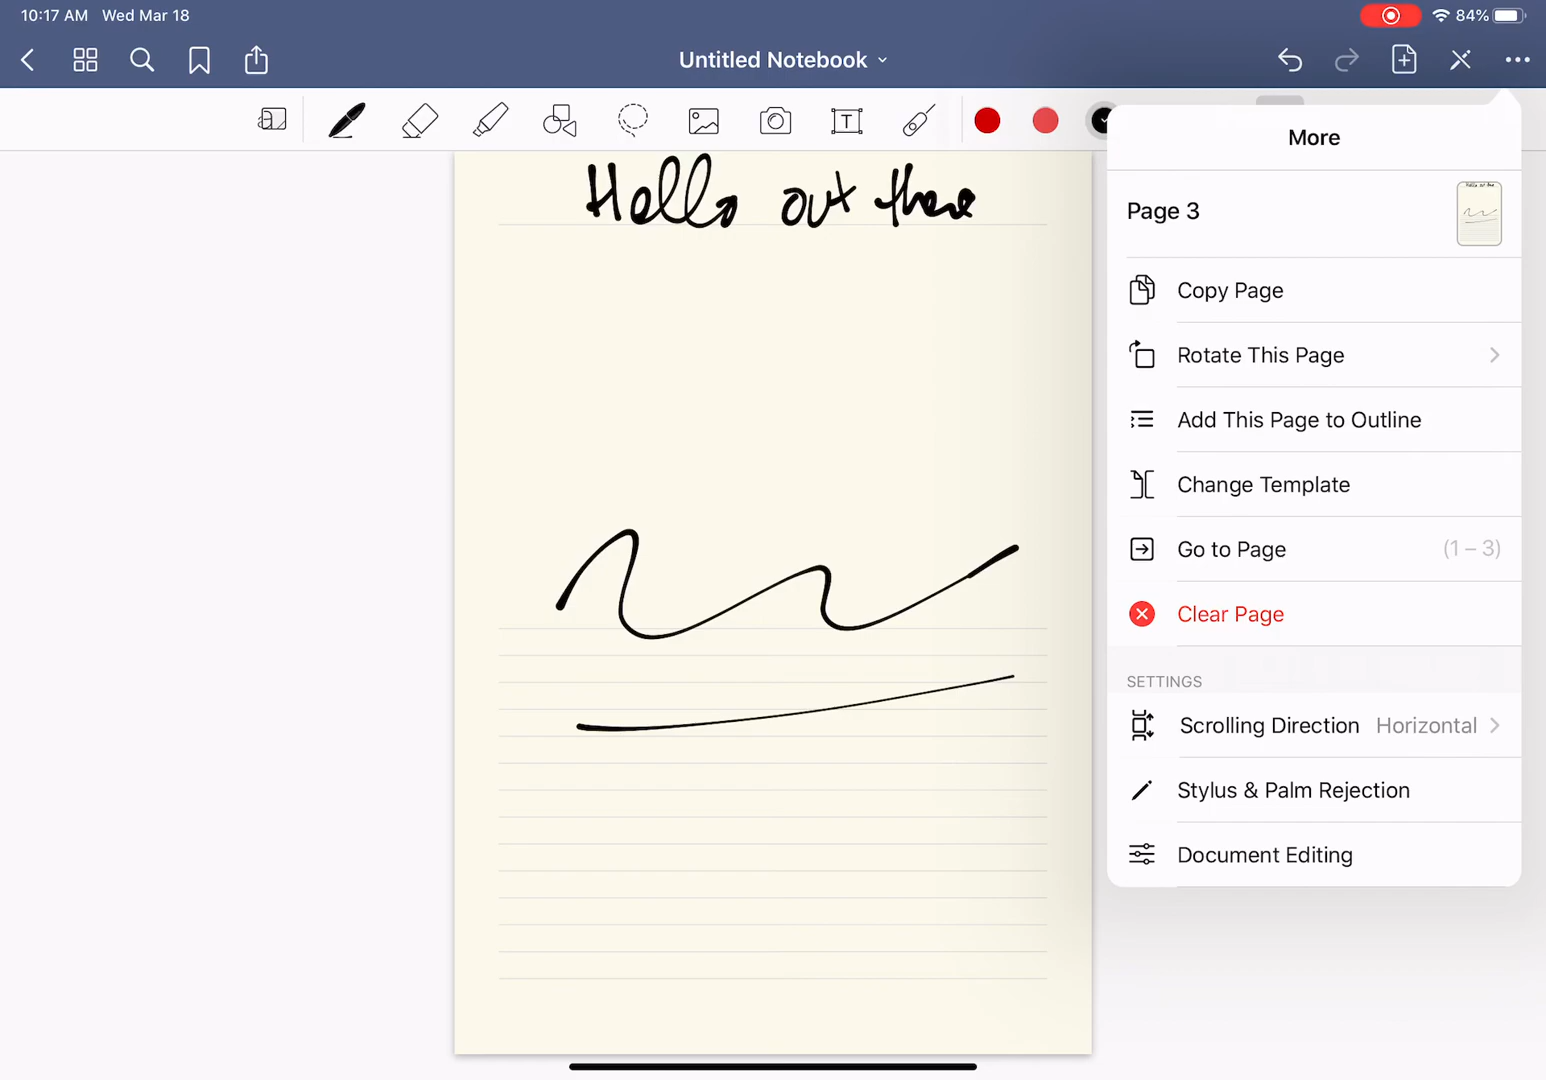 10:17 AM Wed Mar 18
84%
Untitled Notebook
T
More
Hello out there
Page 3
Copy Page
Rotate This Page
Add This Page to Outline
Change Template
Go to Page (1 – 3)
Clear Page
SETTINGS
Scrolling Direction Horizontal
Stylus & Palm Rejection
Document Editing